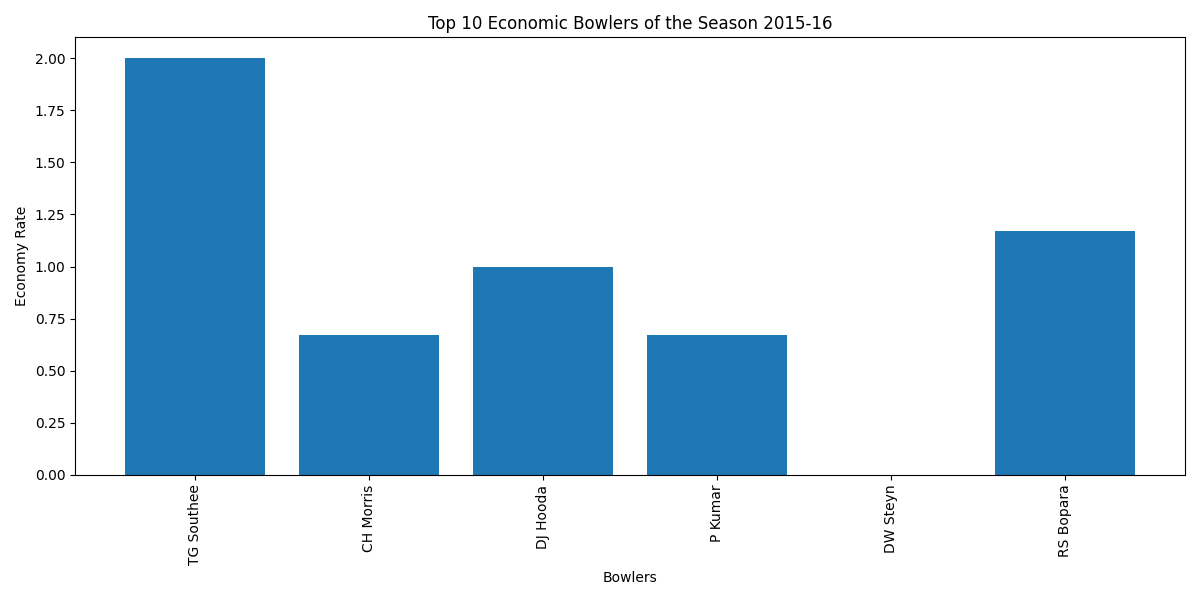 Top 10 Economic Bowlers of the Season 2015-16
Economy Rate
2.00
1.75
1.50
1.25
1.00
0.75
0.50
0.25
0.00
TG Southee
CH Morris
DJ Hooda
P Kumar
DW Steyn
RS Bopara
Bowlers